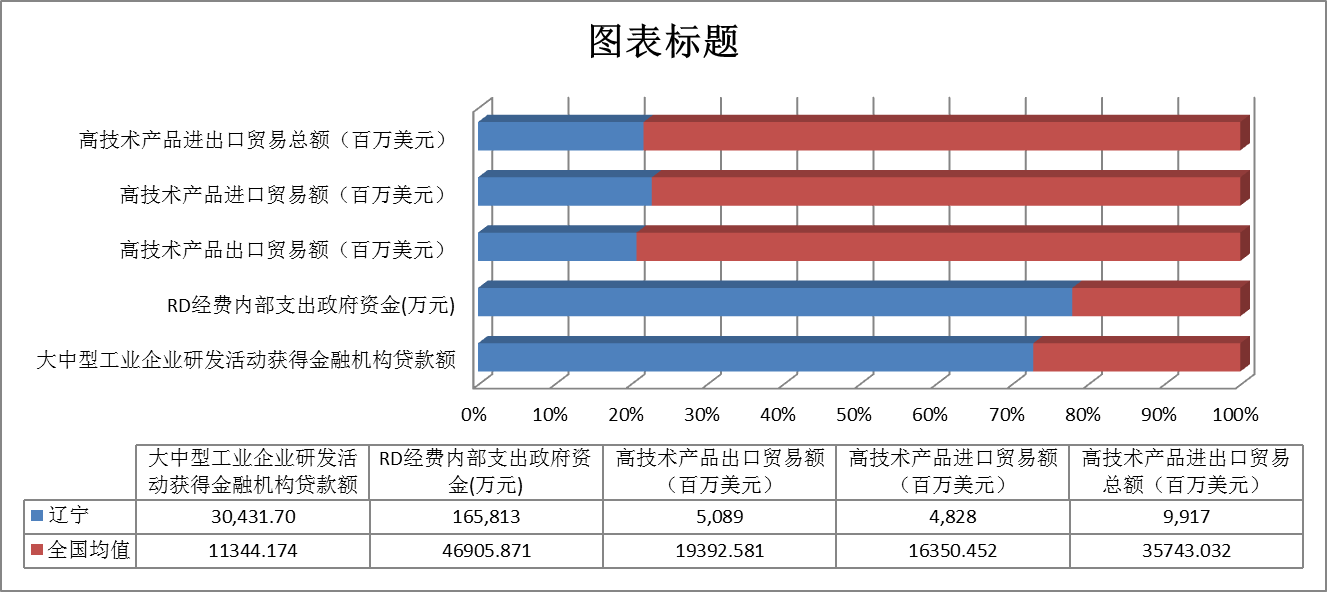 图表标题
高技术产品进出口贸易总额（百万美元）
高技术产品进口贸易额（百万美元）
高技术产品出口贸易额（百万美元）
RD经费内部支出政府资金(万元)
大中型工业企业研发活动获得金融机构贷款额
0% 10% 20% 30% 40% 50% 60% 70% 80% 90% 100%
大中型工业企业研发活 RD经费内部支出政府资 高技术产品出口贸易额 高技术产品进口贸易额 高技术产品进出口贸易
动获得金融机构贷款额 金(万元) （百万美元） （百万美元） 总额（百万美元）
辽宁 30,431.70 165,813 5,089 4,828 9,917
全国均值 11344.174 46905.871 19392.581 16350.452 35743.032